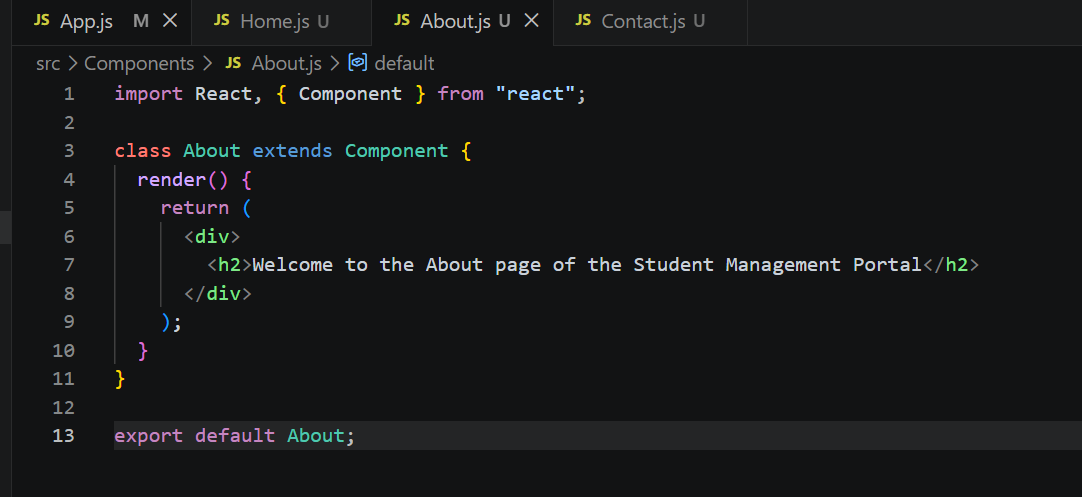 JS App.js M × JS Home.js U JS About.js U × JS Contact.js U
src > Components > JS About.js > default
1 import React, { Component } from "react";
2
3 class About extends Component {
4   render() {
5     return (
6       <div>
7         <h2>Welcome to the About page of the Student Management Portal</h2>
8       </div>
9     );
10   }
11 }
12
13 export default About;